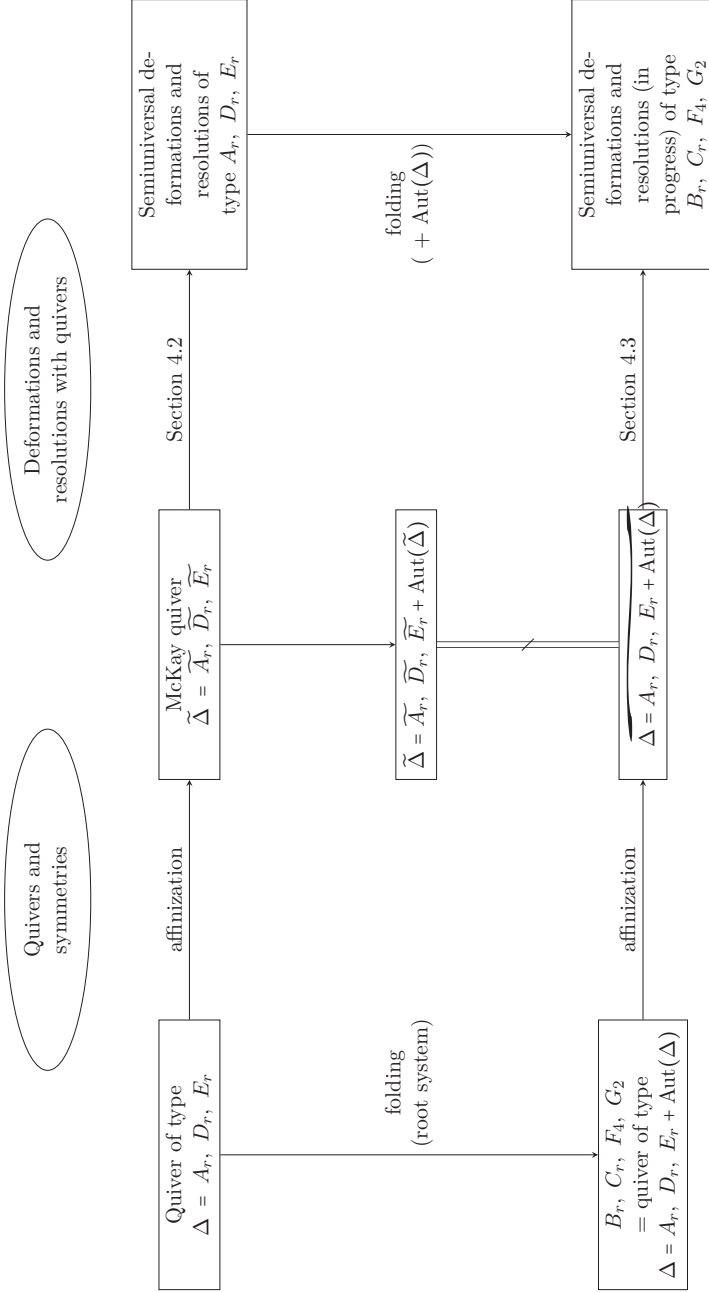 Quivers and
symmetries
Deformations and
resolutions with quivers
Quiver of type
Δ = A_r, D_r, E_r
affinization
McKay quiver
Δ̃ = Ã_r, D̃_r, Ẽ_r
Section 4.2
Semiuniversal de-
formations and
resolutions of
type A_r, D_r, E_r
folding
(root system)
Δ̃ = Ã_r, D̃_r, Ẽ_r + Aut(Δ̃)
folding
( + Aut(Δ))
B_r, C_r, F_4, G_2
= quiver of type
Δ = A_r, D_r, E_r + Aut(Δ)
affinization
Δ = A_r, D_r, E_r + Aut(Δ)
Section 4.3
Semiuniversal de-
formations and
resolutions (in
progress) of type
B_r, C_r, F_4, G_2